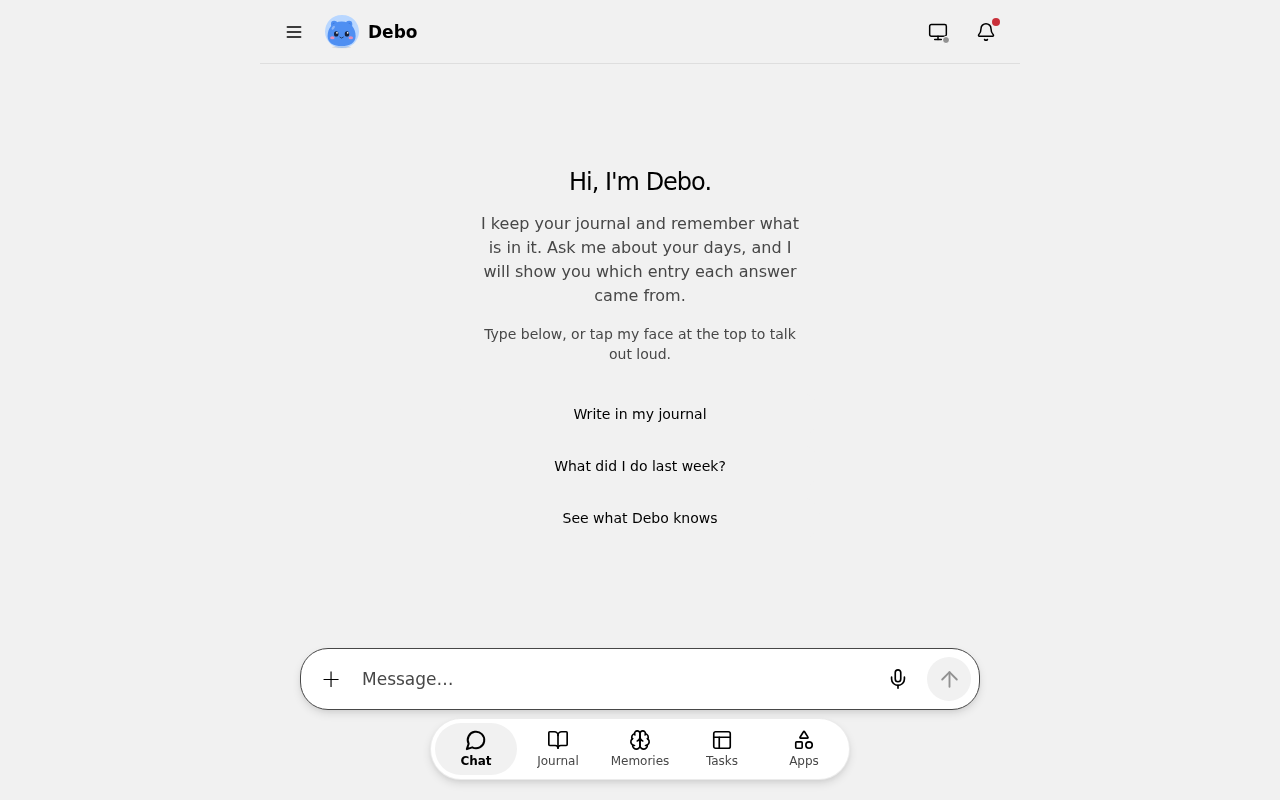 Debo
Hi, I'm Debo.
I keep your journal and remember what
is in it. Ask me about your days, and I
will show you which entry each answer
came from.
Type below, or tap my face at the top to talk
out loud.
Write in my journal
What did I do last week?
See what Debo knows
Message...
Chat
Journal
Memories
Tasks
Apps